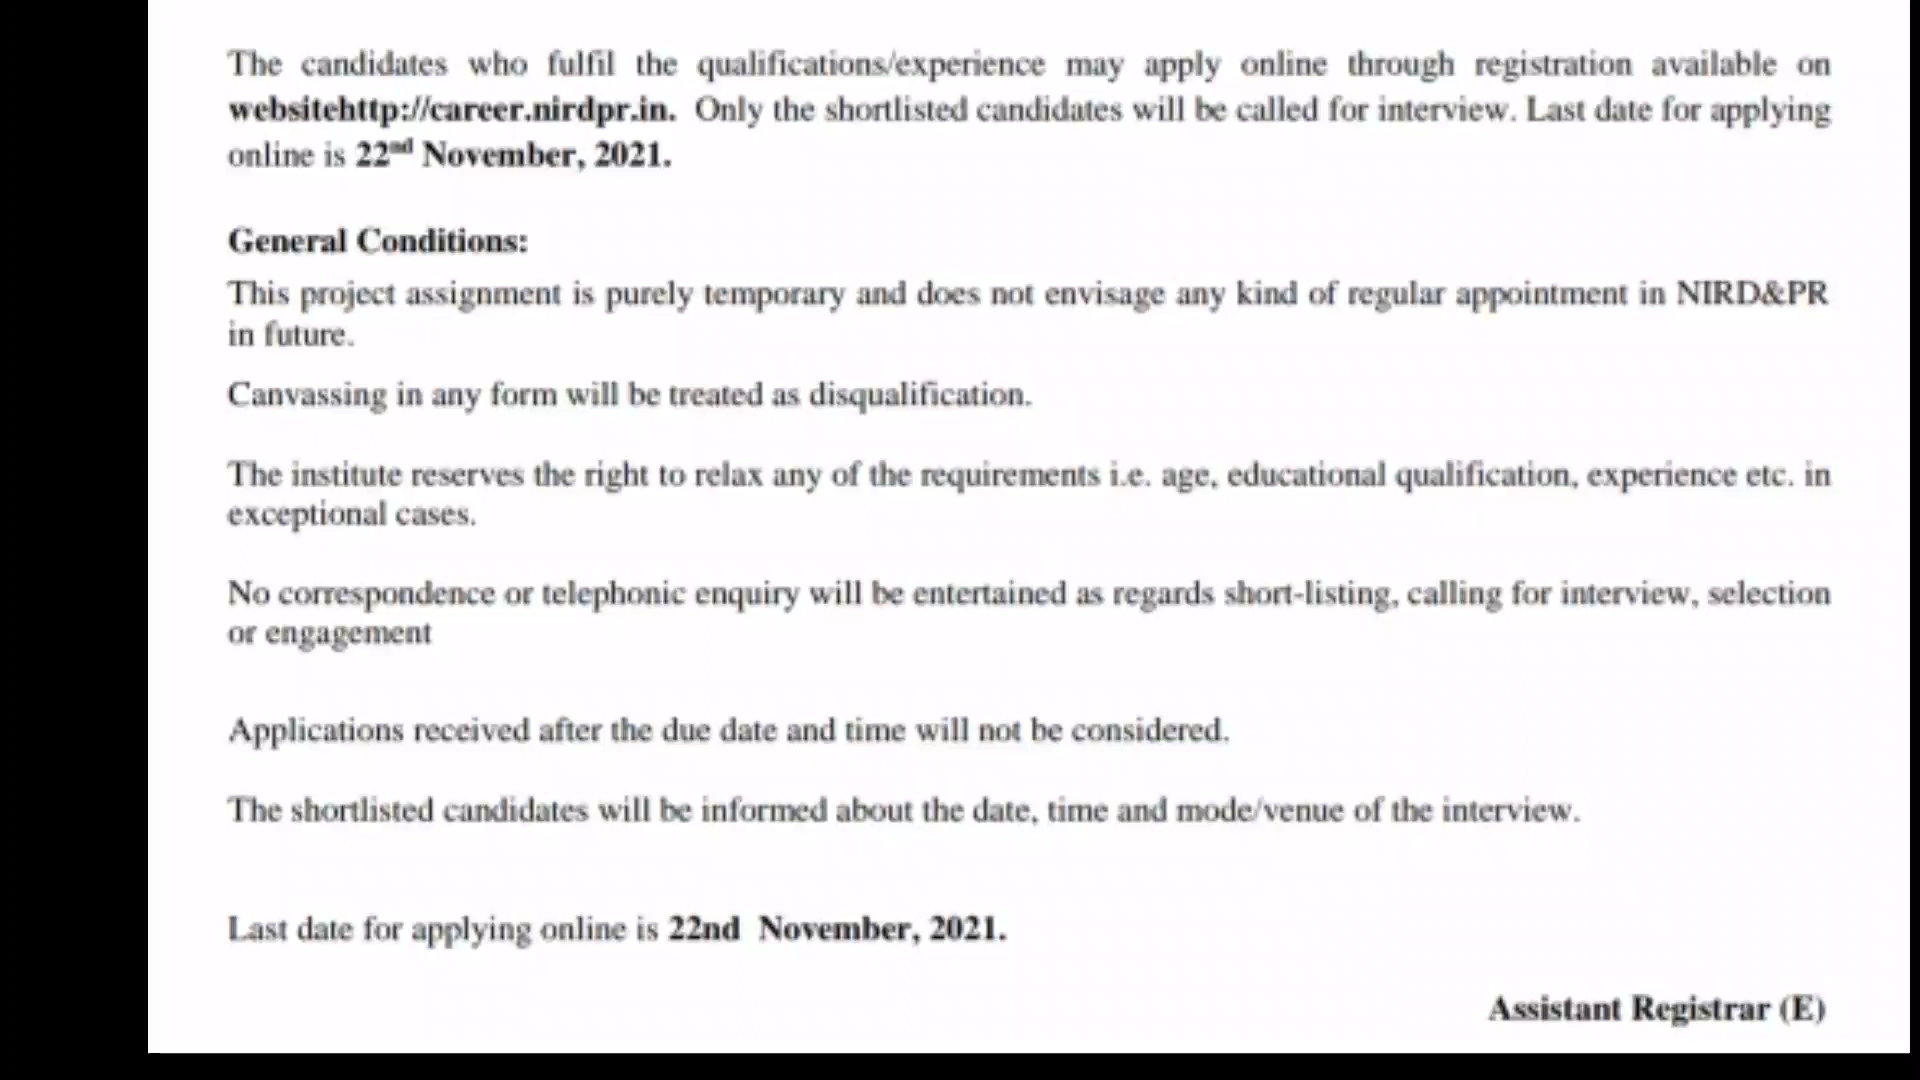 The candidates who fulfil the qualifications/experience may apply online through registration available on
websitehttp://career.nirdpr.in. Only the shortlisted candidates will be called for interview. Last date for applying
online is 22nd November, 2021.
General Conditions:
This project assignment is purely temporary and does not envisage any kind of regular appointment in NIRD&PR
in future.
Canvassing in any form will be treated as disqualification.
The institute reserves the right to relax any of the requirements i.e. age, educational qualification, experience etc. in
exceptional cases.
No correspondence or telephonic enquiry will be entertained as regards short-listing, calling for interview, selection
or engagement
Applications received after the due date and time will not be considered.
The shortlisted candidates will be informed about the date, time and mode/venue of the interview.
Last date for applying online is 22nd November, 2021.
Assistant Registrar (E)